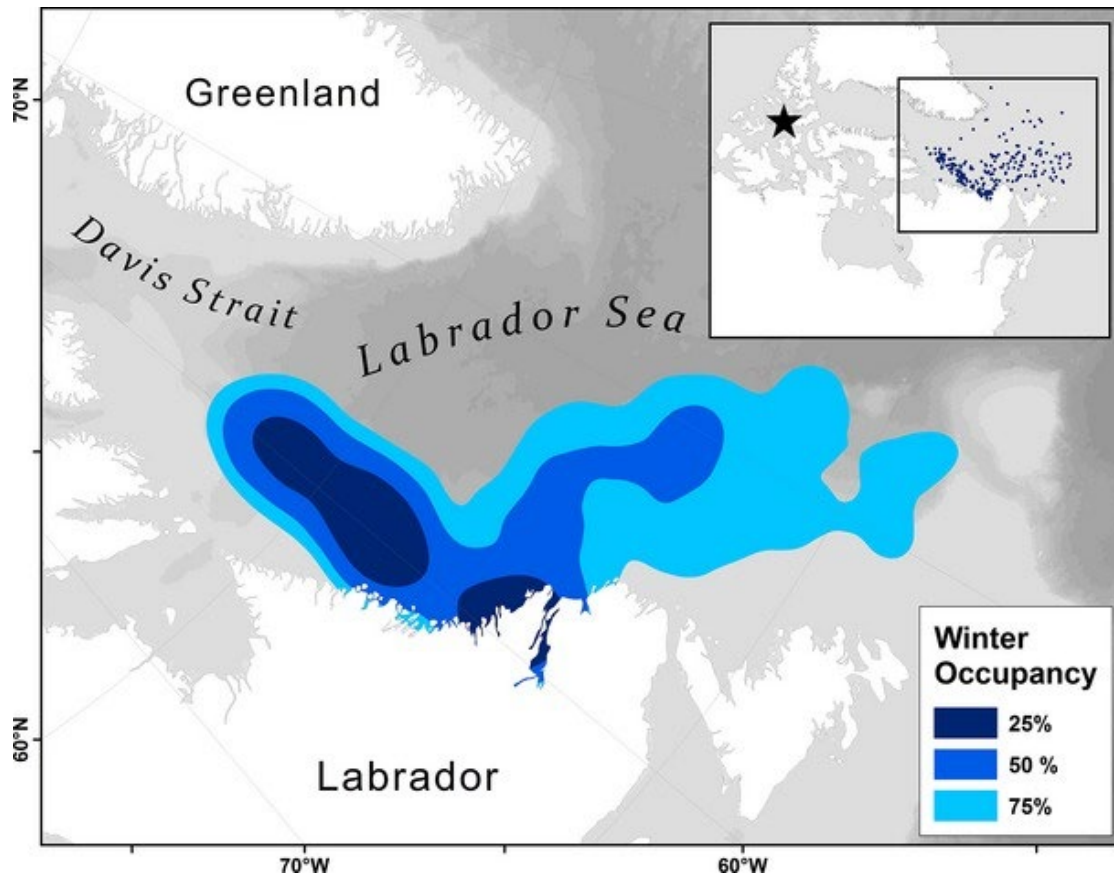 Greenland
70°N
Davis Strait
Labrador Sea
Winter
Occupancy
25%
50 %
75%
60°N
Labrador
70°W
60°W